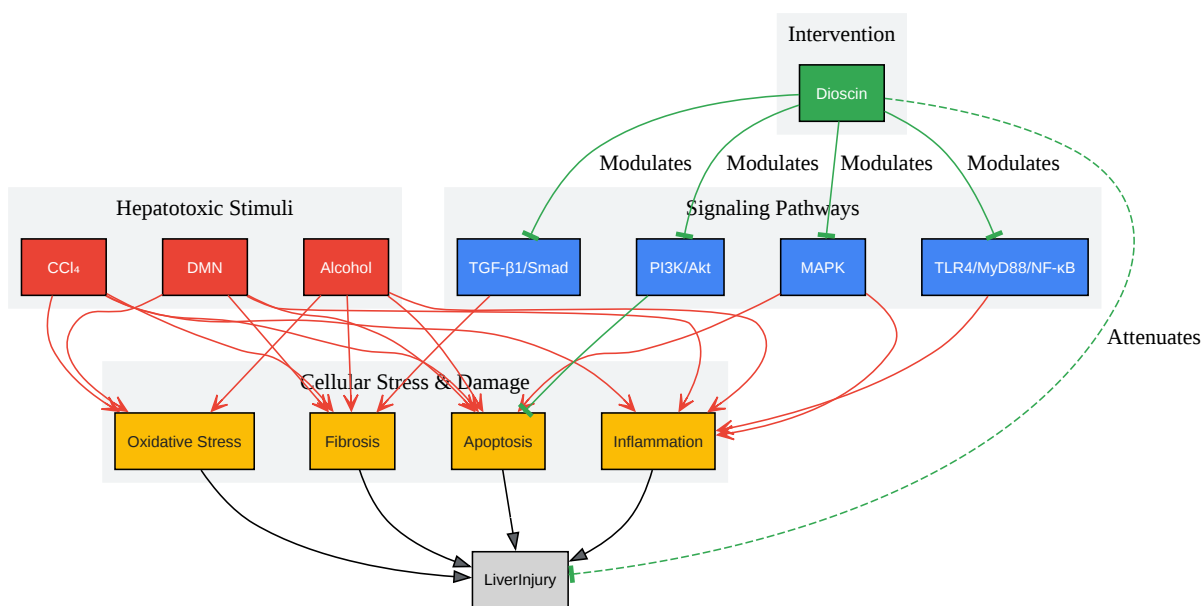 Intervention
Dioscin
Modulates Modulates Modulates Modulates
Hepatotoxic Stimuli
Signaling Pathways
CCl₄ DMN Alcohol
TGF-β1/Smad PI3K/Akt MAPK TLR4/MyD88/NF-κB
Attenuates
Cellular Stress & Damage
Oxidative Stress Fibrosis Apoptosis Inflammation
LiverInjury